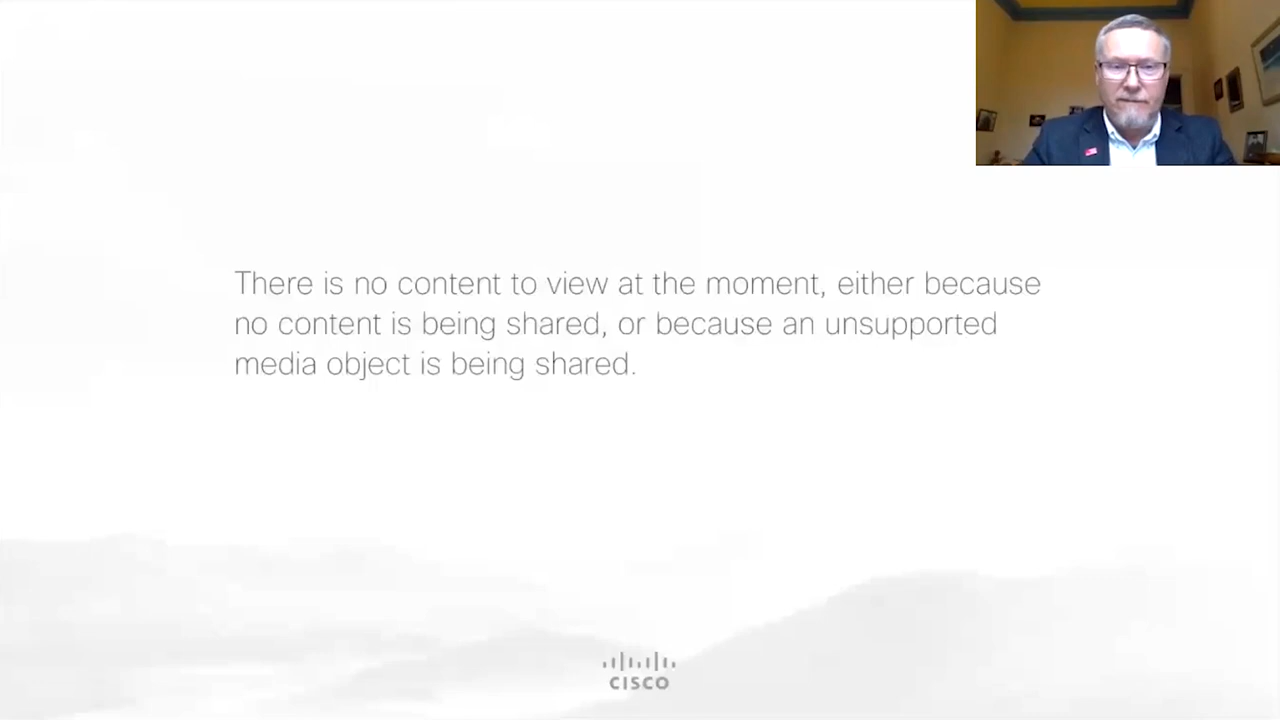 There is no content to view at the moment, either because
no content is being shared, or because an unsupported
media object is being shared.
CISCO